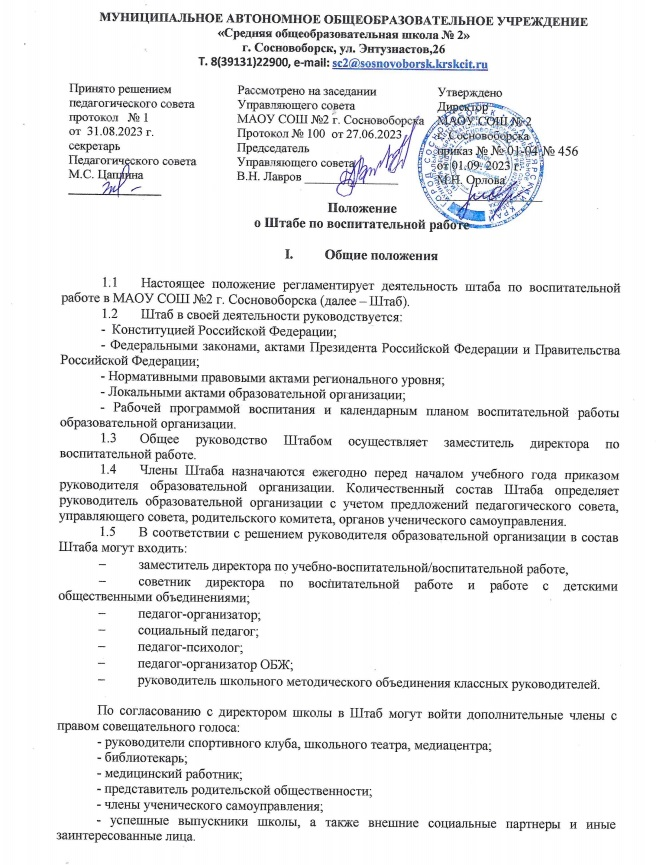 МУНИЦИПАЛЬНОЕ АВТОНОМНОЕ ОБЩЕОБРАЗОВАТЕЛЬНОЕ УЧРЕЖДЕНИЕ
«Средняя общеобразовательная школа № 2»
г. Сосновоборск, ул. Энтузнастов,26
Т. 8(39131)22900, e-mail: sc2@sosnovoborsk.krskcit.ru
Принято решением
педагогического совета
протокол № 1
от 31.08.2023 г.
секретарь
Педагогического совета
М.С. Цаплина
Рассмотрено на заседании
Управляющего совета
МАОУ СОШ №2 г. Сосновоборска
Протокол № 100 от 27.06.2023
Председатель
Управляющего совета
В.Н. Лавров
Утверждено
Директор
МАОУ СОШ №2
г. Сосновоборска
приказ № № 01-04-№ 456
от 01.09. 2023 г.
М.Н. Орлова
Положение
о Штабе по воспитательной работе
I. Общие положения
1.1 Настоящее положение регламентирует деятельность штаба по воспитательной
работе в МАОУ СОШ №2 г. Сосновоборска (далее – Штаб).
1.2 Штаб в своей деятельности руководствуется:
- Конституцией Российской Федерации;
- Федеральными законами, актами Президента Российской Федерации и Правительства
Российской Федерации;
- Нормативными правовыми актами регионального уровня;
- Локальными актами образовательной организации;
- Рабочей программой воспитания и календарным планом воспитательной работы
образовательной организации.
1.3 Общее руководство Штабом осуществляет заместитель директора по
воспитательной работе.
1.4 Члены Штаба назначаются ежегодно перед началом учебного года приказом
руководителя образовательной организации. Количественный состав Штаба определяет
руководитель образовательной организации с учетом предложений педагогического совета,
управляющего совета, родительского комитета, органов ученического самоуправления.
1.5 В соответствии с решением руководителя образовательной организации в состав
Штаба могут входить:
– заместитель директора по учебно-воспитательной/воспитательной работе,
– советник директора по воспитательной работе и работе с детскими
общественными объединениями;
– педагог-организатор;
– социальный педагог;
– педагог-психолог;
– педагог-организатор ОБЖ;
– руководитель школьного методического объединения классных руководителей.
По согласованию с директором школы в Штаб могут войти дополнительные члены с
правом совещательного голоса:
- руководители спортивного клуба, школьного театра, медиацентра;
- библиотекарь;
- медицинский работник;
- представитель родительской общественности;
- члены ученического самоуправления;
- успешные выпускники школы, а также внешние социальные партнеры и иные
заинтересованные лица.